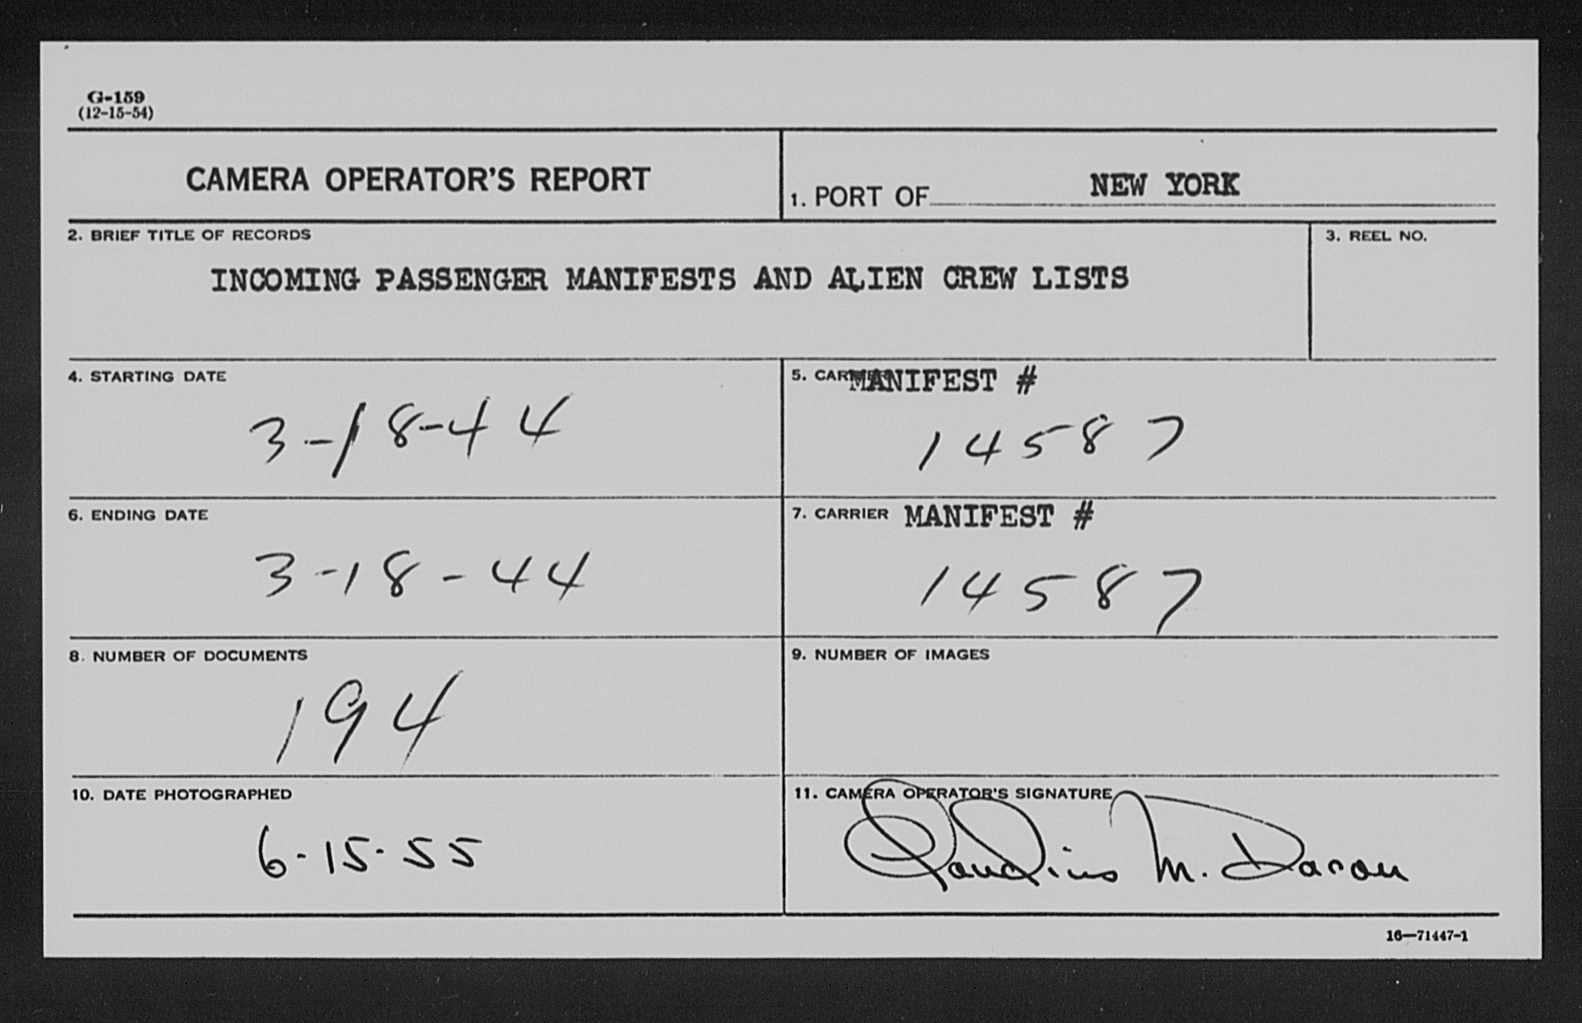 G-159
(12-15-54)
CAMERA OPERATOR'S REPORT
1. PORT OF NEW YORK
2. BRIEF TITLE OF RECORDS
INCOMING PASSENGER MANIFESTS AND ALIEN CREW LISTS
3. REEL NO.
4. STARTING DATE
3-18-44
5. CARRIER MANIFEST #
14587
6. ENDING DATE
3-18-44
7. CARRIER MANIFEST #
14587
8. NUMBER OF DOCUMENTS
194
9. NUMBER OF IMAGES
10. DATE PHOTOGRAPHED
6-15-55
11. CAMERA OPERATOR'S SIGNATURE
M.
16—71447-1